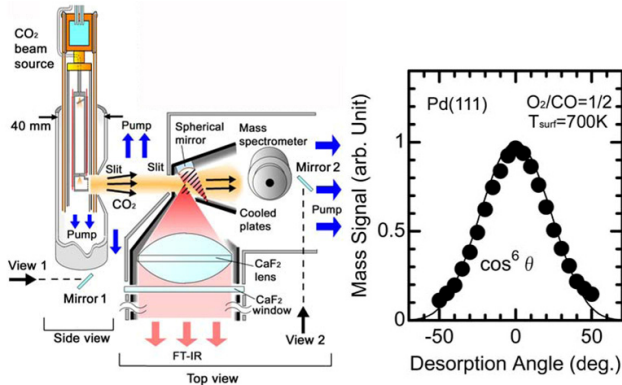 CO₂
beam
source
40 mm
Pump
Slit
CO₂
Pump
View 1
Mirror 1
Side view
Pump
Spherical
mirror
Slit
Mass
spectrometer
Mirror 2
Pump
Cooled
plates
CaF₂
lens
CaF₂
window
FT-IR
View 2
Top view
Pd(111)
O₂/CO=1/2
Tsurf=700K
Mass Signal (arb. Unit)
1
0.5
0
cos⁶ θ
-50
0
50
Desorption Angle (deg.)